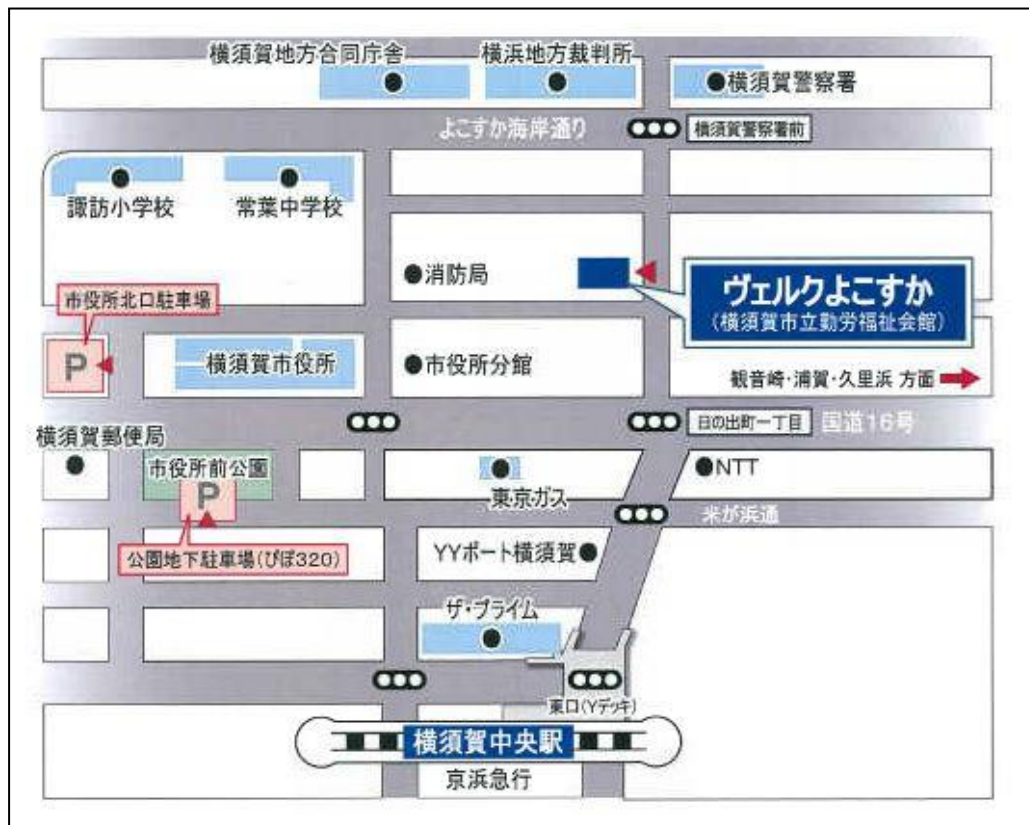 横須賀地方合同庁舎
横浜地方裁判所
横須賀警察署
よこすか海岸通り
横須賀警察署前
諏訪小学校
常葉中学校
消防局
ヴェルクよこすか
(横須賀市立勤労福祉会館)
市役所北口駐車場
P
横須賀市役所
市役所分館
観音崎・浦賀・久里浜 方面
日の出町一丁目
国道16号
横須賀郵便局
市役所前公園
P
東京ガス
NTT
米が浜通
公園地下駐車場(ぴぽ320)
YYポート横須賀
ザ・プライム
東口(Yデッキ)
横須賀中央駅
京浜急行